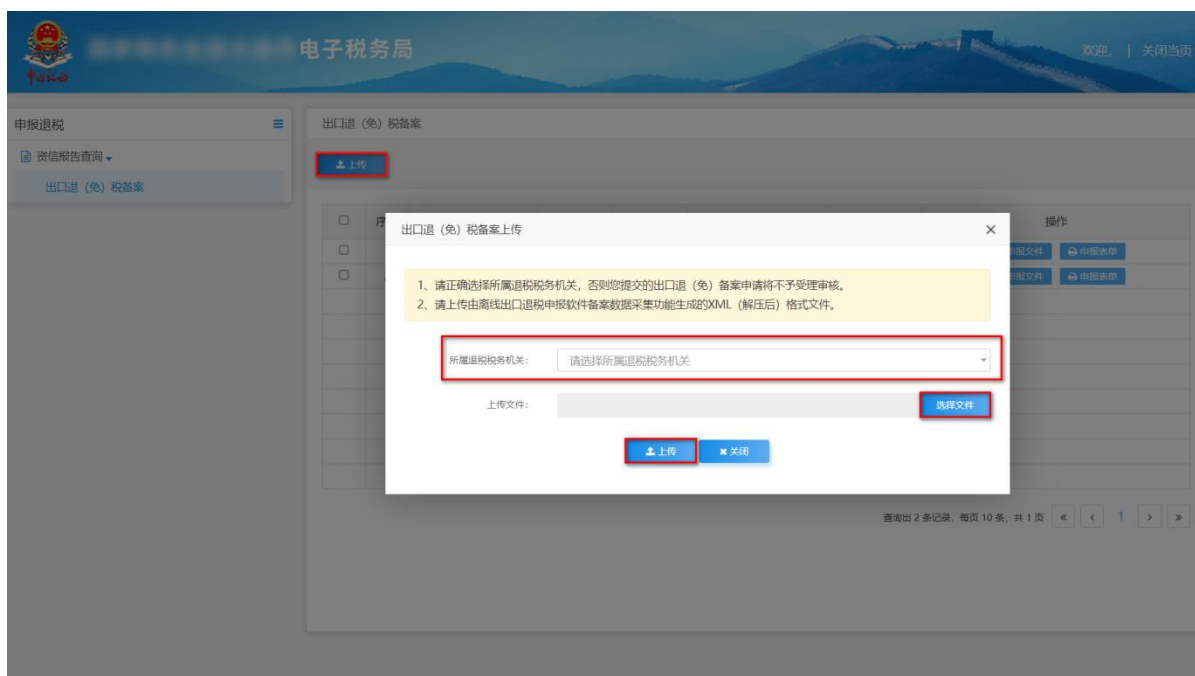 电子税务局
中国税务
欢迎, | 关闭当页
申报退税
出口退（免）税备案
资信报告查询
上传
出口退（免）税备案
序
操作
出口退（免）税备案上传
报文件 申报表单
报文件 申报表单
1、请正确选择所属退税税务机关，否则您提交的出口退（免）备案申请将不予受理审核。
2、请上传由离线出口退税申报软件备案数据采集功能生成的XML（解压后）格式文件。
所属退税税务机关：
请选择所属退税税务机关
上传文件：
选择文件
上传
关闭
查询出 2 条记录, 每页 10 条, 共 1 页 « ‹ 1 › »